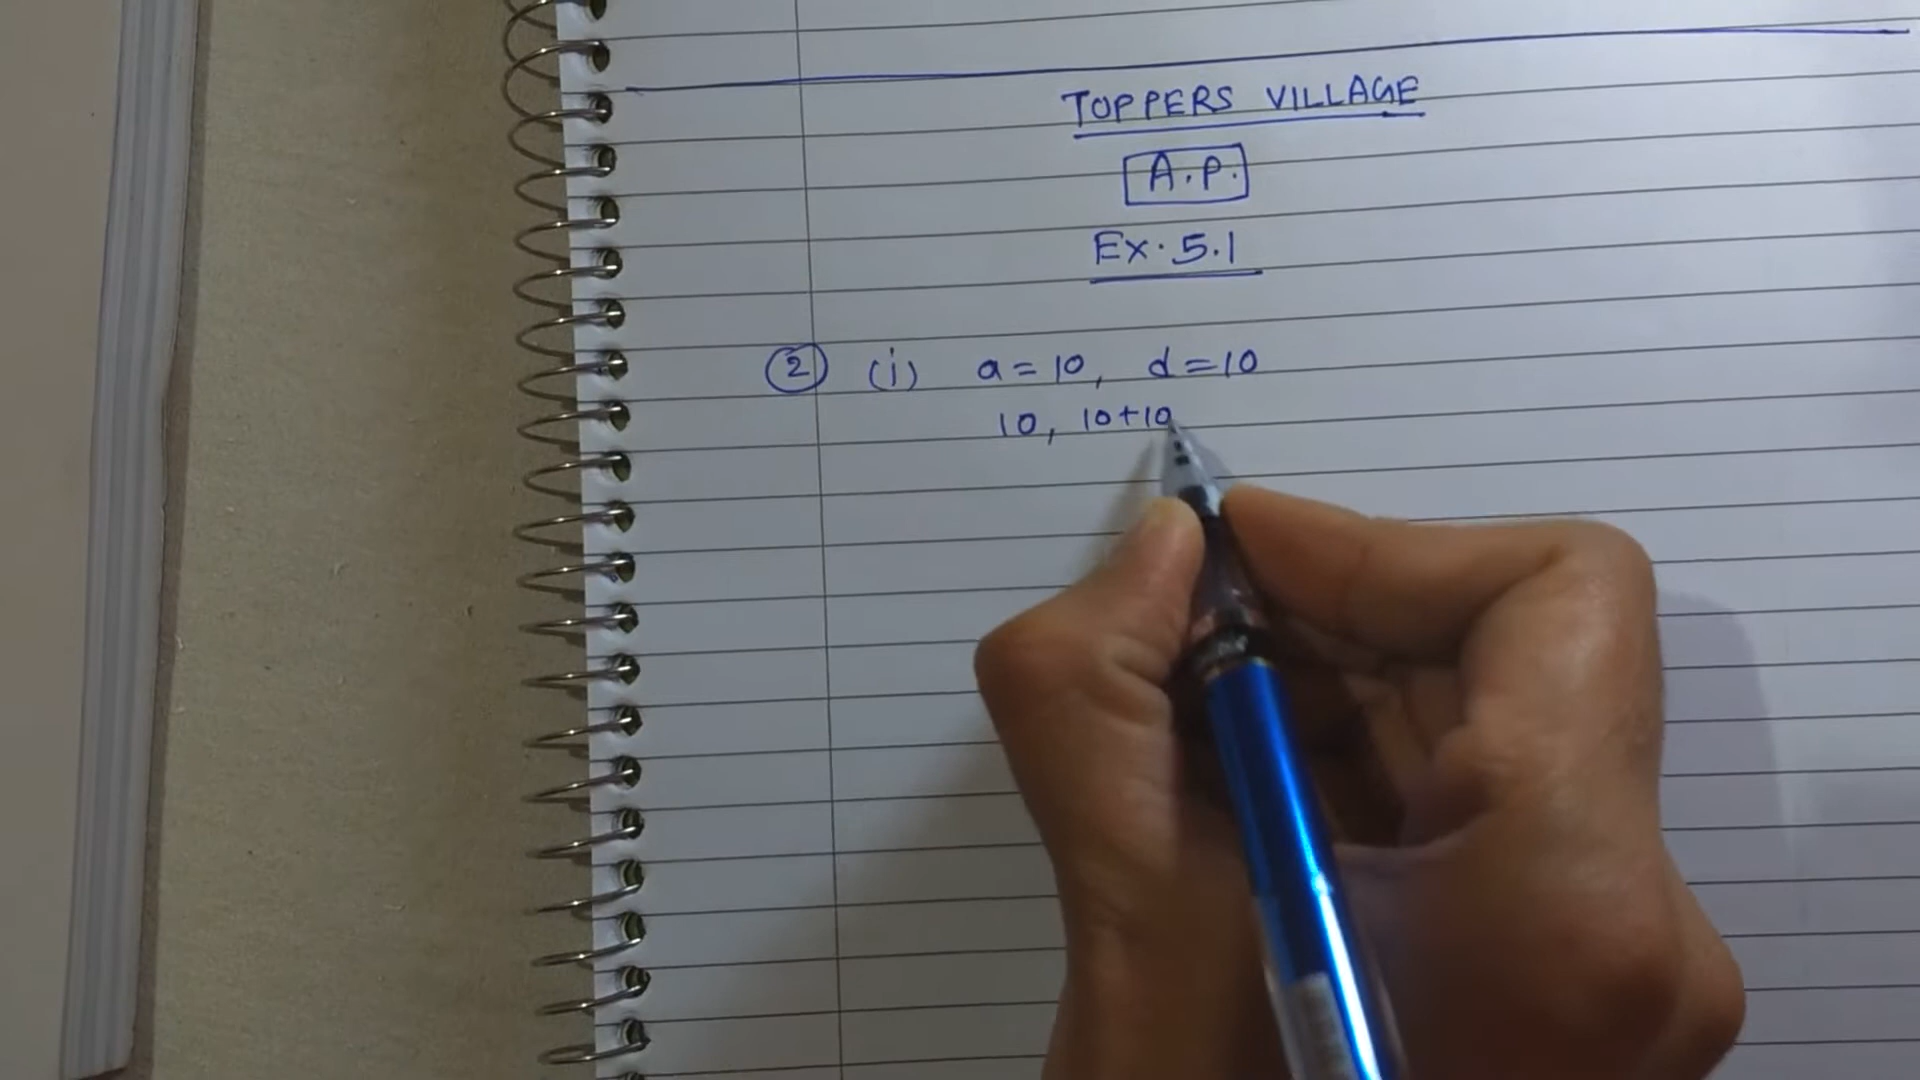 TOPPERS VILLAGE
A.P.
Ex. 5.1
2 (i) a = 10, d = 10
10, 10+10